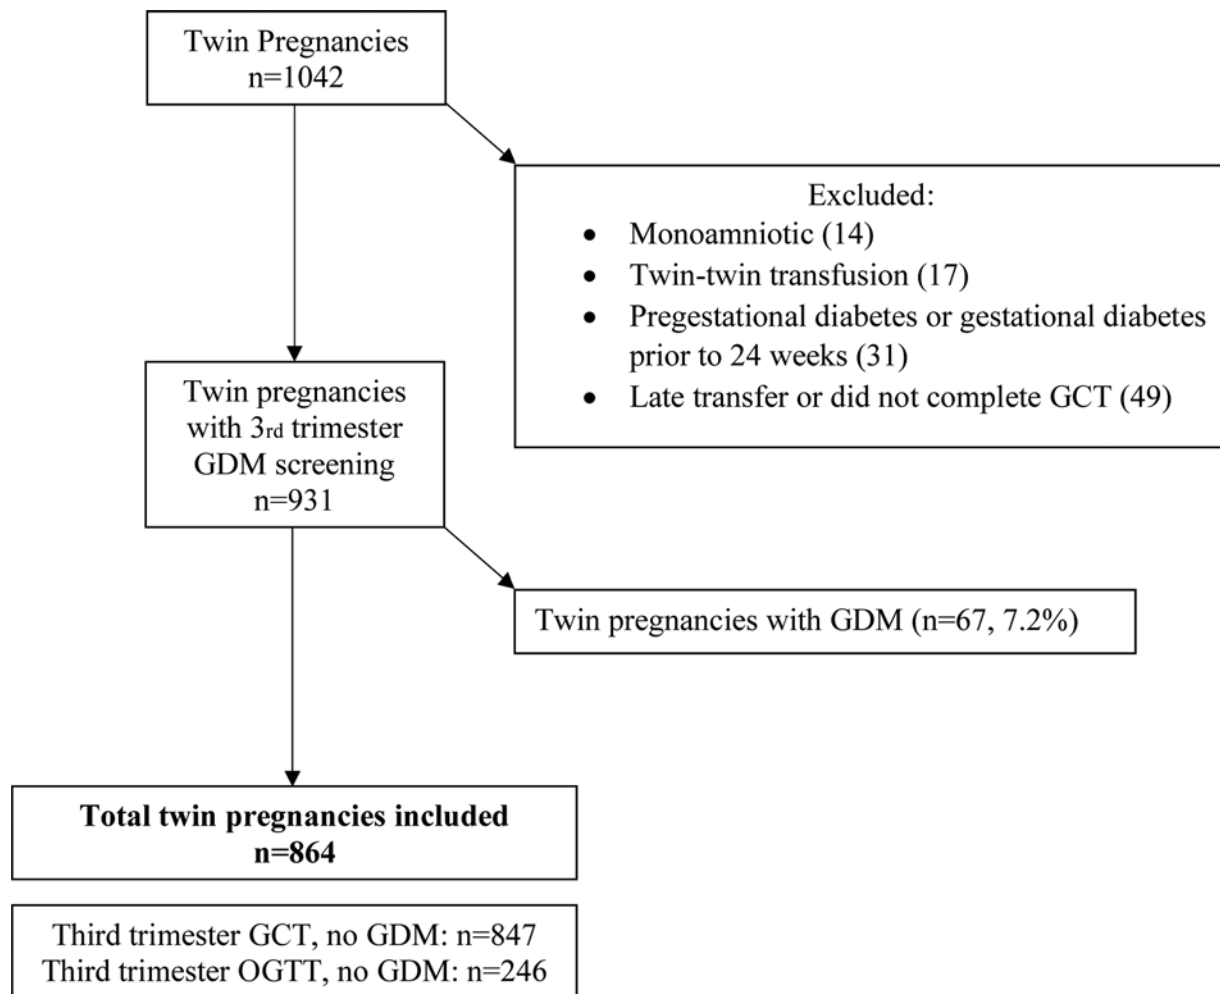 Twin Pregnancies
n=1042
Excluded:
• Monoamniotic (14)
• Twin-twin transfusion (17)
• Pregestational diabetes or gestational diabetes
prior to 24 weeks (31)
• Late transfer or did not complete GCT (49)
Twin pregnancies
with 3rd trimester
GDM screening
n=931
Twin pregnancies with GDM (n=67, 7.2%)
Total twin pregnancies included
n=864
Third trimester GCT, no GDM: n=847
Third trimester OGTT, no GDM: n=246